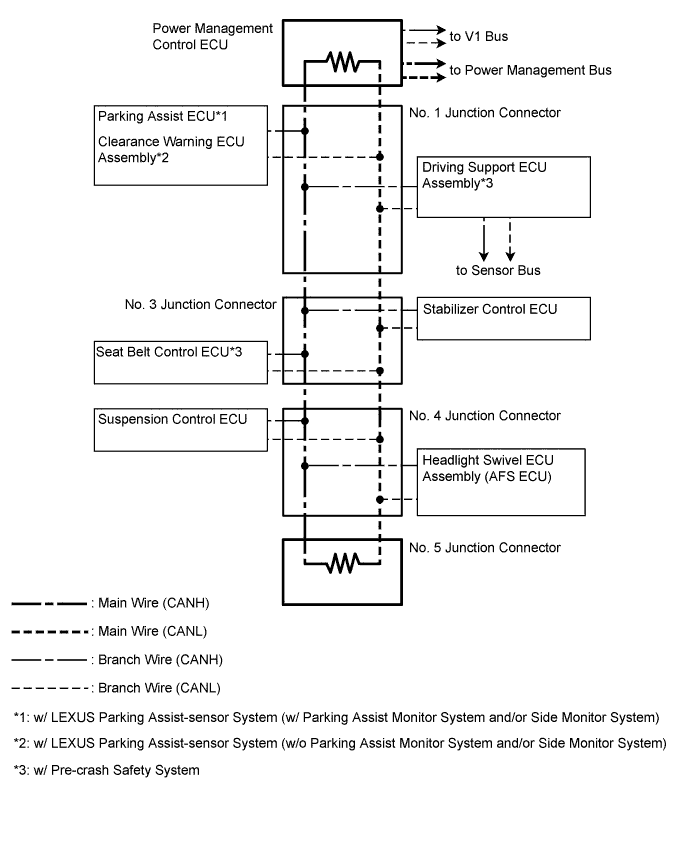 Power Management
Control ECU
to V1 Bus
to Power Management Bus
No. 1 Junction Connector
Parking Assist ECU*1
Clearance Warning ECU
Assembly*2
Driving Support ECU
Assembly*3
to Sensor Bus
No. 3 Junction Connector
Stabilizer Control ECU
Seat Belt Control ECU*3
Suspension Control ECU
No. 4 Junction Connector
Headlight Swivel ECU
Assembly (AFS ECU)
No. 5 Junction Connector
: Main Wire (CANH)
: Main Wire (CANL)
: Branch Wire (CANH)
: Branch Wire (CANL)
*1: w/ LEXUS Parking Assist-sensor System (w/ Parking Assist Monitor System and/or Side Monitor System)
*2: w/ LEXUS Parking Assist-sensor System (w/o Parking Assist Monitor System and/or Side Monitor System)
*3: w/ Pre-crash Safety System